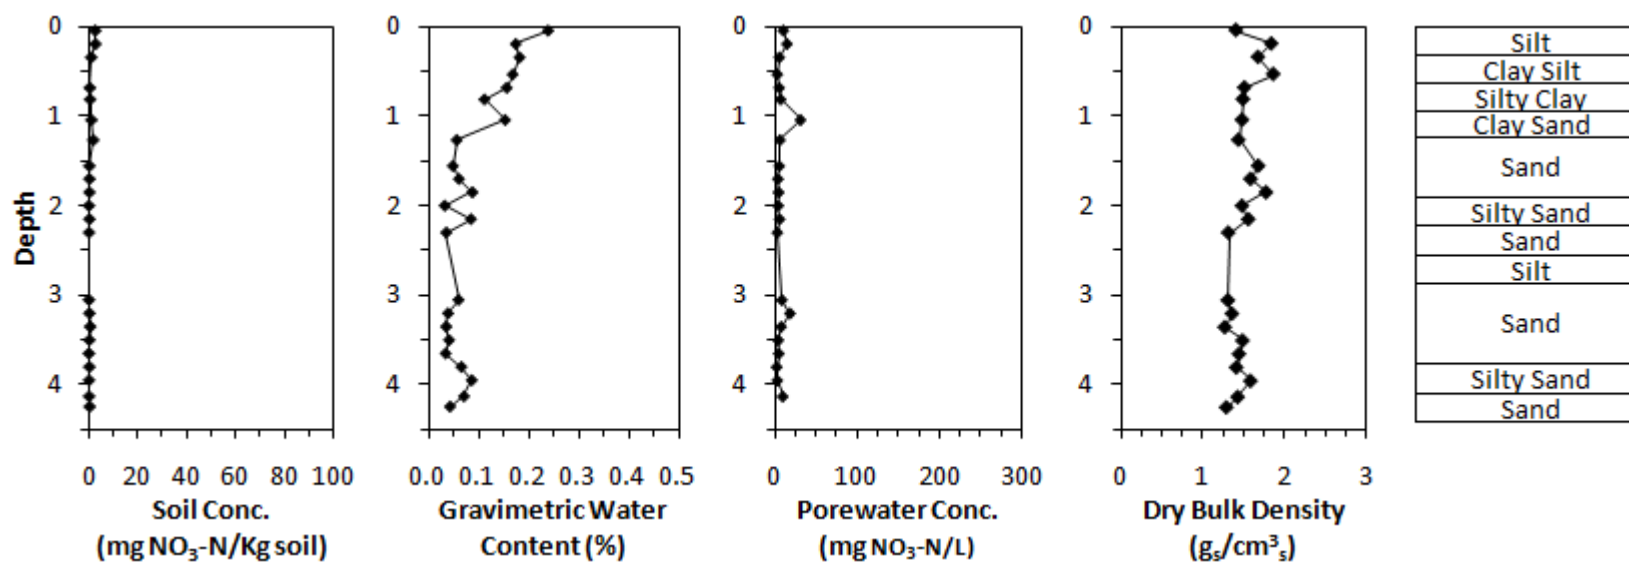 0
1
2
3
4
Depth
0 20 40 60 80 100
Soil Conc.
(mg NO₃-N/Kg soil)
0.0 0.1 0.2 0.3 0.4 0.5
Gravimetric Water
Content (%)
0
1
2
3
4
0 100 200 300
Porewater Conc.
(mg NO₃-N/L)
0
1
2
3
4
0 1 2 3
Dry Bulk Density
(gₛ/cm³ₛ)
0
1
2
3
4
Silt
Clay Silt
Silty Clay
Clay Sand
Sand
Silty Sand
Sand
Silt
Sand
Silty Sand
Sand